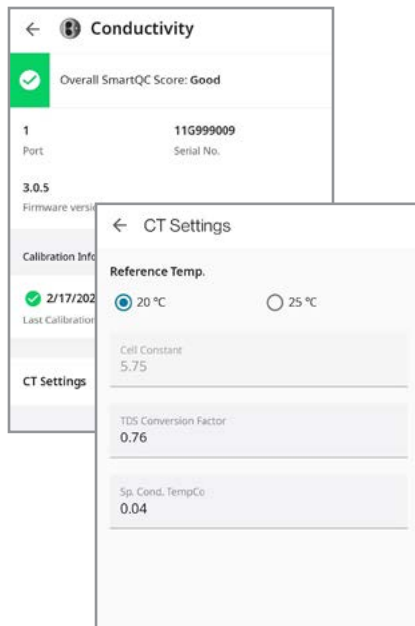 Conductivity
Overall SmartQC Score: Good
1 11G999009
Port Serial No.
3.0.5
Firmware
Calibration
Last Calibration
CT Settings
CT Settings
Reference Temp.
20 °C 25 °C
Cell Constant
5.75
TDS Conversion Factor
0.76
Sp. Cond. TempCo
0.04